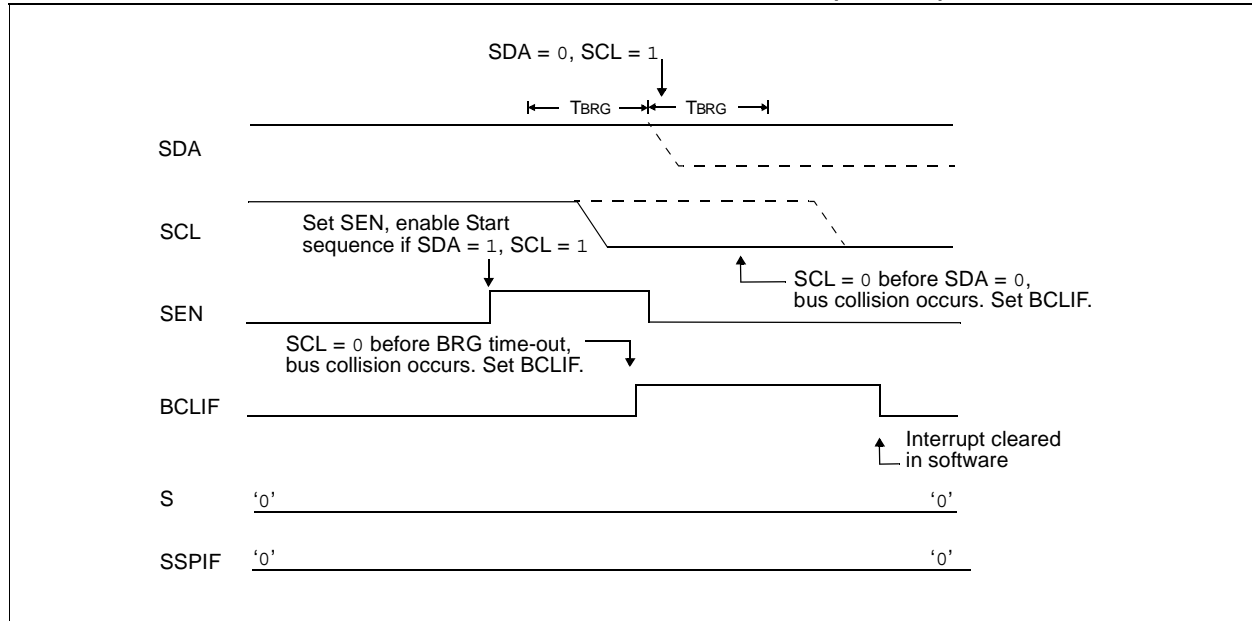 SDA = 0, SCL = 1
TBRG TBRG
SDA
SCL
Set SEN, enable Start
sequence if SDA = 1, SCL = 1
SCL = 0 before SDA = 0,
bus collision occurs. Set BCLIF.
SEN
SCL = 0 before BRG time-out,
bus collision occurs. Set BCLIF.
BCLIF
Interrupt cleared
in software
S ‘0’ ‘0’
SSPIF ‘0’ ‘0’